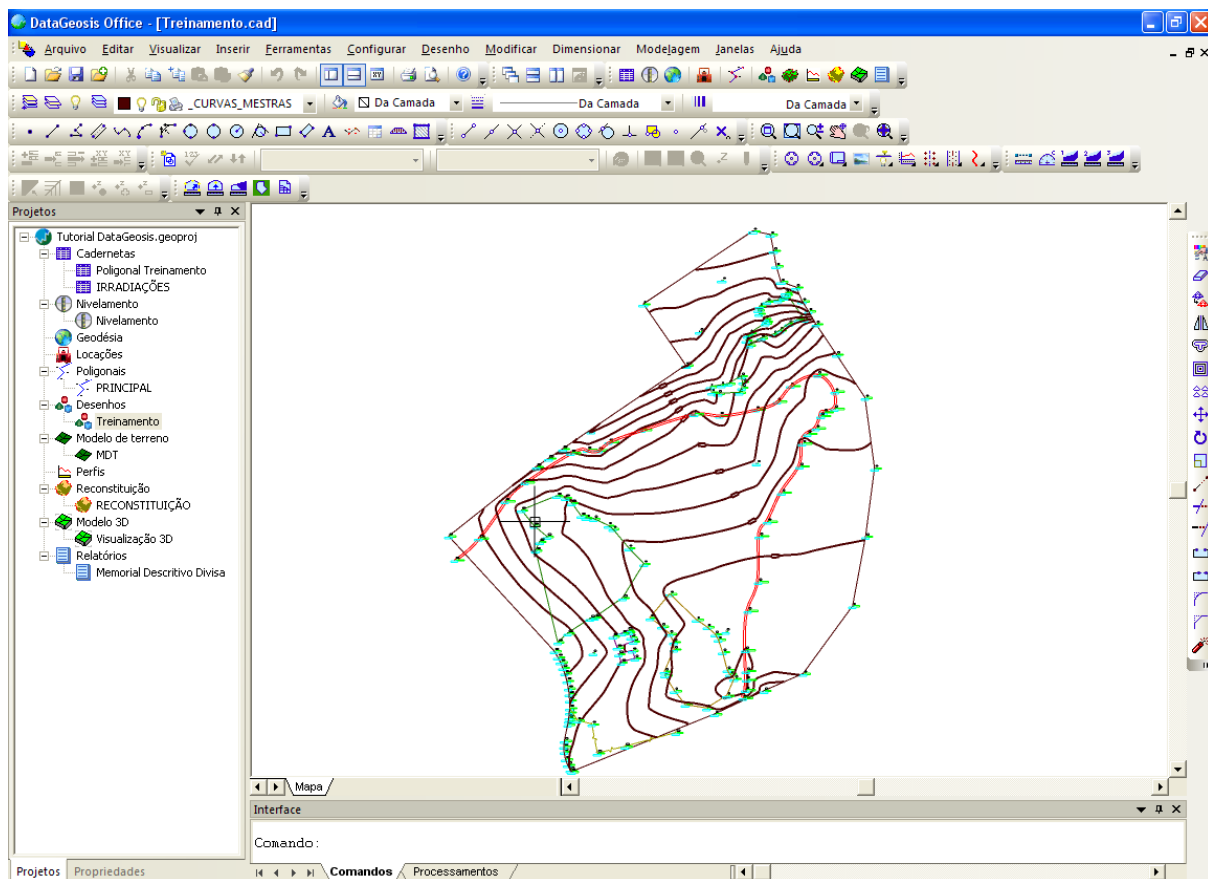 DataGeosis Office - [Treinamento.cad]
Arquivo Editar Visualizar Inserir Ferramentas Configurar Desenho Modificar Dimensionar Modelagem Janelas Ajuda
_CURVAS_MESTRAS Da Camada Da Camada Da Camada
Projetos
Tutorial DataGeosis.geoproj
Cadernetas
Poligonal Treinamento
IRRADIAÇÕES
Nivelamento
Nivelamento
Geodésia
Locações
Poligonais
PRINCIPAL
Desenhos
Treinamento
Modelo de terreno
MDT
Perfis
Reconstituição
RECONSTITUIÇÃO
Modelo 3D
Visualização 3D
Relatórios
Memorial Descritivo Divisa
Mapa
Interface
Comando:
Projetos Propriedades
Comandos Processamentos